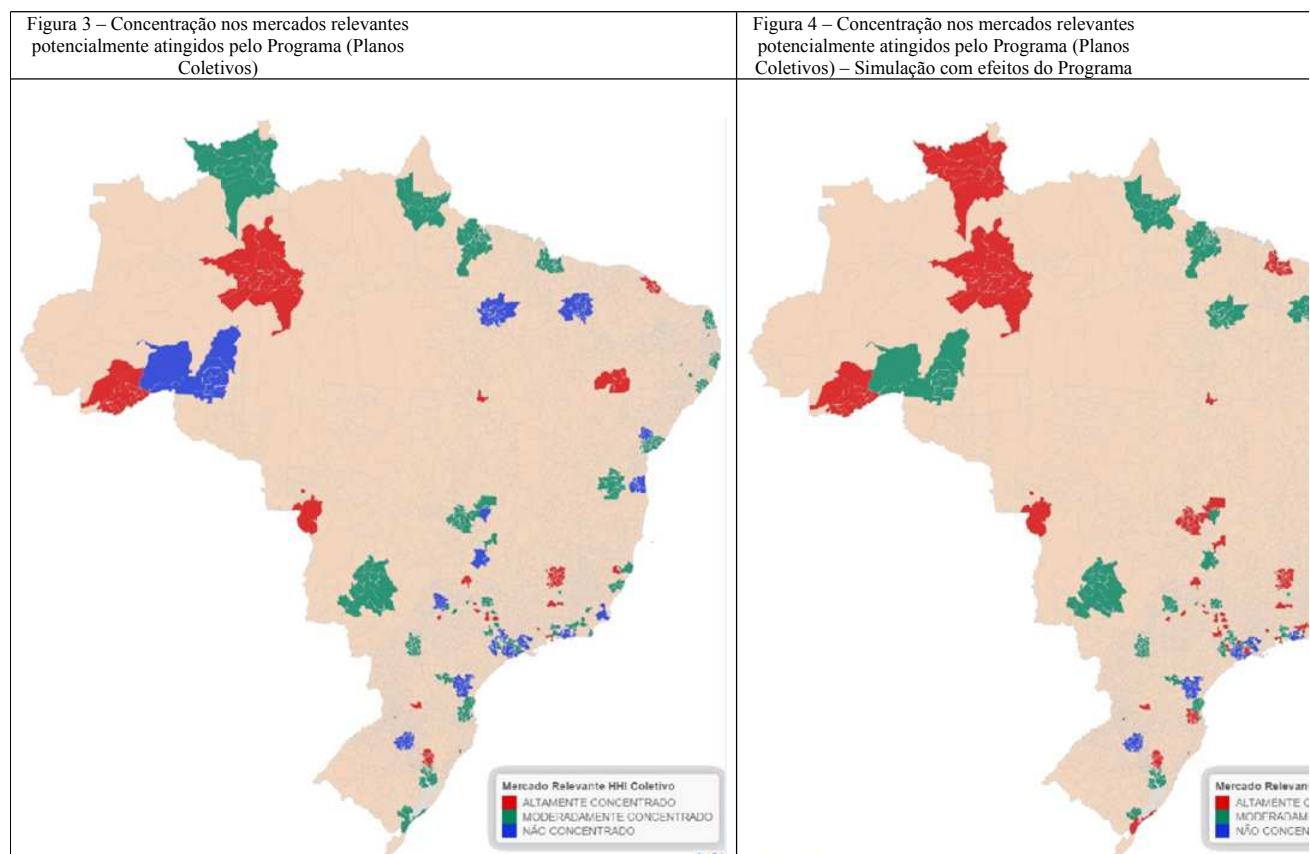 Figura 3 – Concentração nos mercados relevantes
potencialmente atingidos pelo Programa (Planos
Coletivos)
Figura 4 – Concentração nos mercados relevantes
potencialmente atingidos pelo Programa (Planos
Coletivos) – Simulação com efeitos do Programa
Mercado Relevante HHI Coletivo
ALTAMENTE CONCENTRADO
MODERADAMENTE CONCENTRADO
NÃO CONCENTRADO
Mercado Relevan
ALTAMENTE C
MODERADAME
NÃO CONCEN